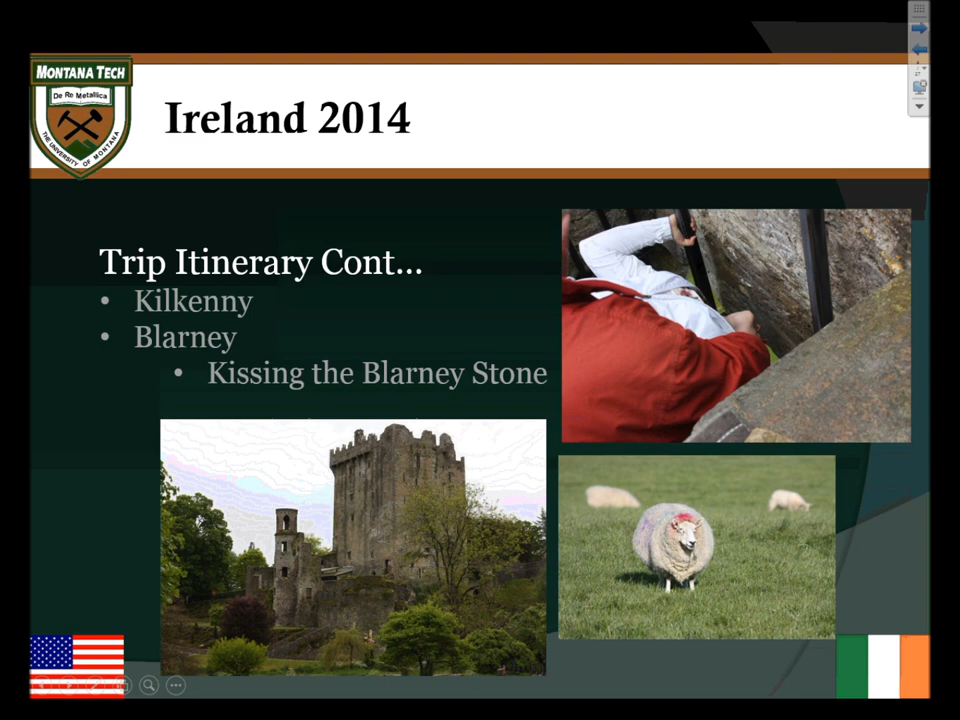 MONTANA TECH
De Re Metallica
THE UNIVERSITY OF MONTANA
Ireland 2014
Trip Itinerary Cont...
• Kilkenny
• Blarney
• Kissing the Blarney Stone